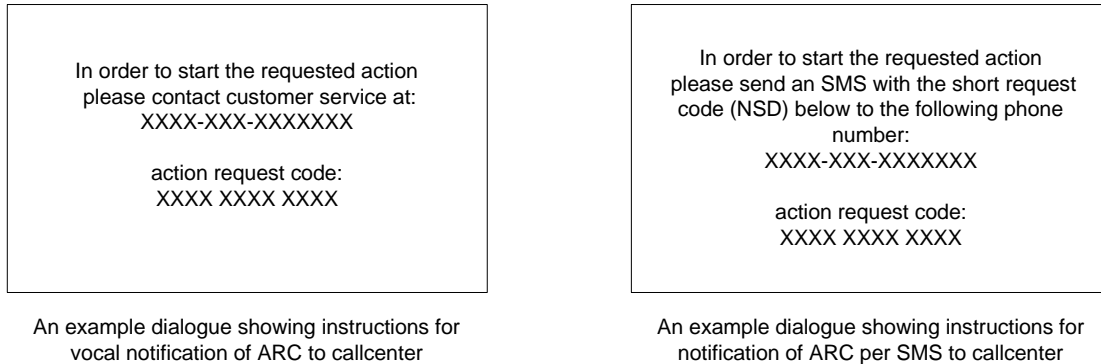 In order to start the requested action
please contact customer service at:
XXXX-XXX-XXXXXXX
action request code:
XXXX XXXX XXXX
An example dialogue showing instructions for
vocal notification of ARC to callcenter
In order to start the requested action
please send an SMS with the short request
code (NSD) below to the following phone
number:
XXXX-XXX-XXXXXXX
action request code:
XXXX XXXX XXXX
An example dialogue showing instructions for
notification of ARC per SMS to callcenter